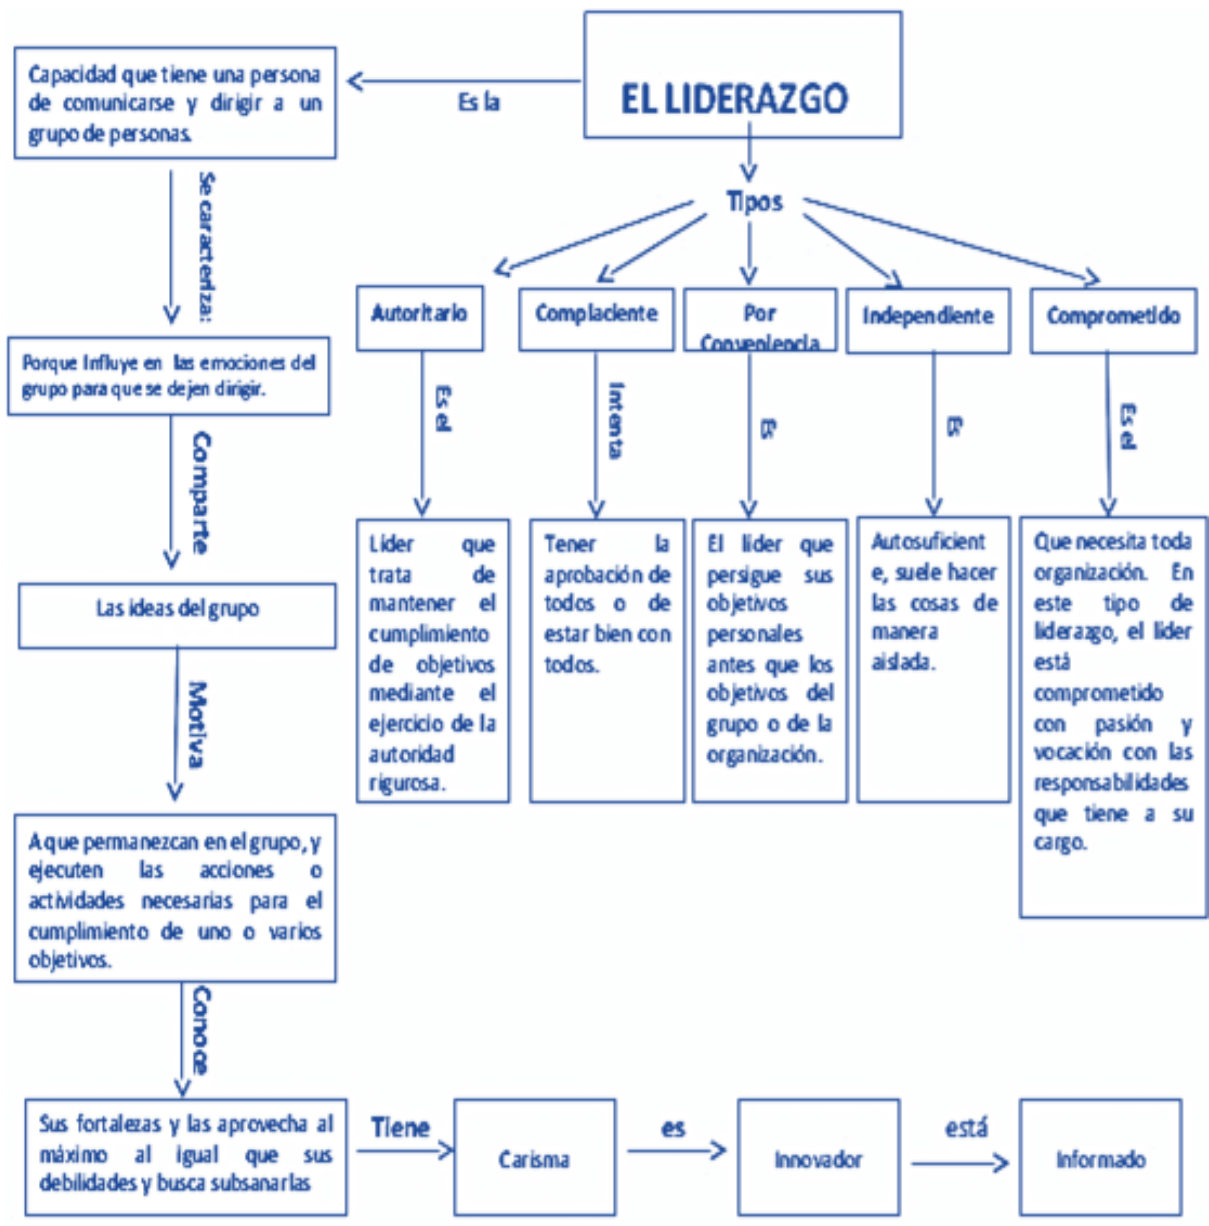 EL LIDERAZGO
Es la
Capacidad que tiene una persona
de comunicarse y dirigir a un
grupo de personas.
Se caracteriza:
Porque Influye en las emociones del
grupo para que se dejen dirigir.
Comparte
Las ideas del grupo
Motiva
A que permanezcan en el grupo, y
ejecuten las acciones o
actividades necesarias para el
cumplimiento de uno o varios
objetivos.
Conoce
Sus fortalezas y las aprovecha al
máximo al igual que sus
debilidades y busca subsanarlas
Tiene
Carisma
es
Innovador
está
Informado
Tipos
Autoritario
Es el
Líder que
trata de
mantener el
cumplimiento
de objetivos
mediante el
ejercicio de la
autoridad
rigurosa.
Complaciente
Intenta
Tener la
aprobación de
todos o de
estar bien con
todos.
Por
Conveniencia
Es
El líder que
persigue sus
objetivos
personales
antes que los
objetivos del
grupo o de la
organización.
Independiente
Es
Autosuficient
e, suele hacer
las cosas de
manera
aislada.
Comprometido
Es el
Que necesita toda
organización. En
este tipo de
liderazgo, el líder
está
comprometido
con pasión y
vocación con las
responsabilidades
que tiene a su
cargo.